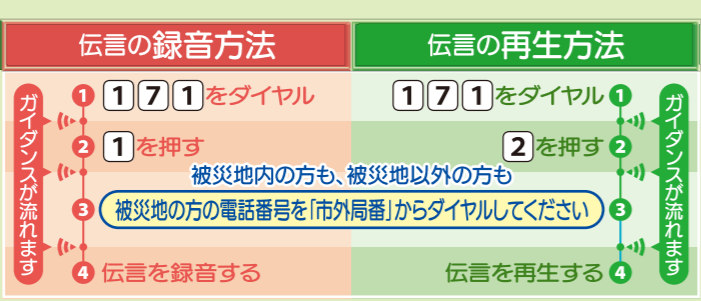 伝言の録音方法
伝言の再生方法
ガイダンスが流れます
1 171をダイヤル
2 1を押す
171をダイヤル 1
2を押す 2
被災地内の方も、被災地以外の方も
3 被災地の方の電話番号を「市外局番」からダイヤルしてください 3
4 伝言を録音する
伝言を再生する 4
ガイダンスが流れます